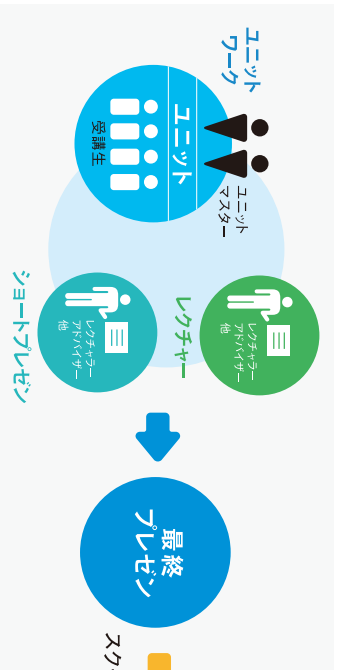 ユニット
ワーク
ユニット
マスター
ユニット
受講生
レクチャラー
アドバイザー
他
レクチャー
レクチャラー
アドバイザー
他
ショートプレゼン
最終
プレゼン
スク